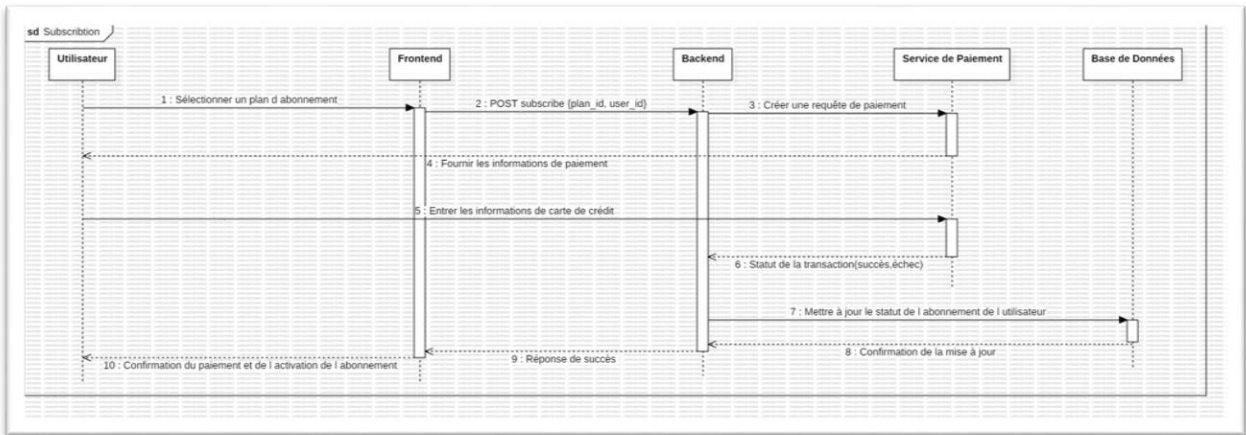 sd Subscribtion
Utilisateur
Frontend
Backend
Service de Paiement
Base de Données
1 : Sélectionner un plan d abonnement
2 : POST subscribe {plan_id, user_id}
3 : Créer une requête de paiement
4 : Fournir les informations de paiement
5 : Entrer les informations de carte de crédit
6 : Statut de la transaction(succès,échec)
7 : Mettre à jour le statut de l abonnement de l utilisateur
8 : Confirmation de la mise à jour
9 : Réponse de succès
10 : Confirmation du paiement et de l activation de l abonnement